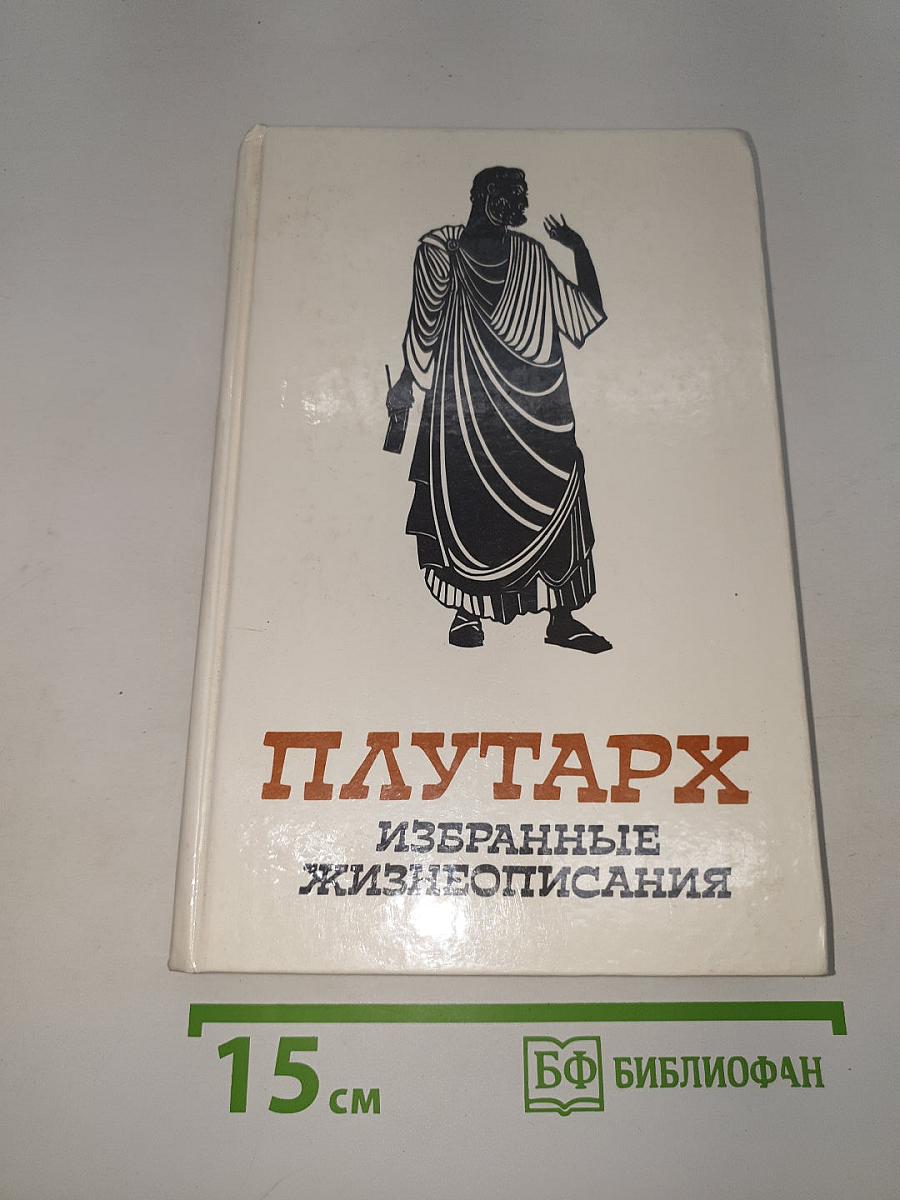 ПЛУТАРХ
ИЗБРАННЫЕ
ЖИЗНЕОПИСАНИЯ
15 см
БФ БИБЛИОФАН